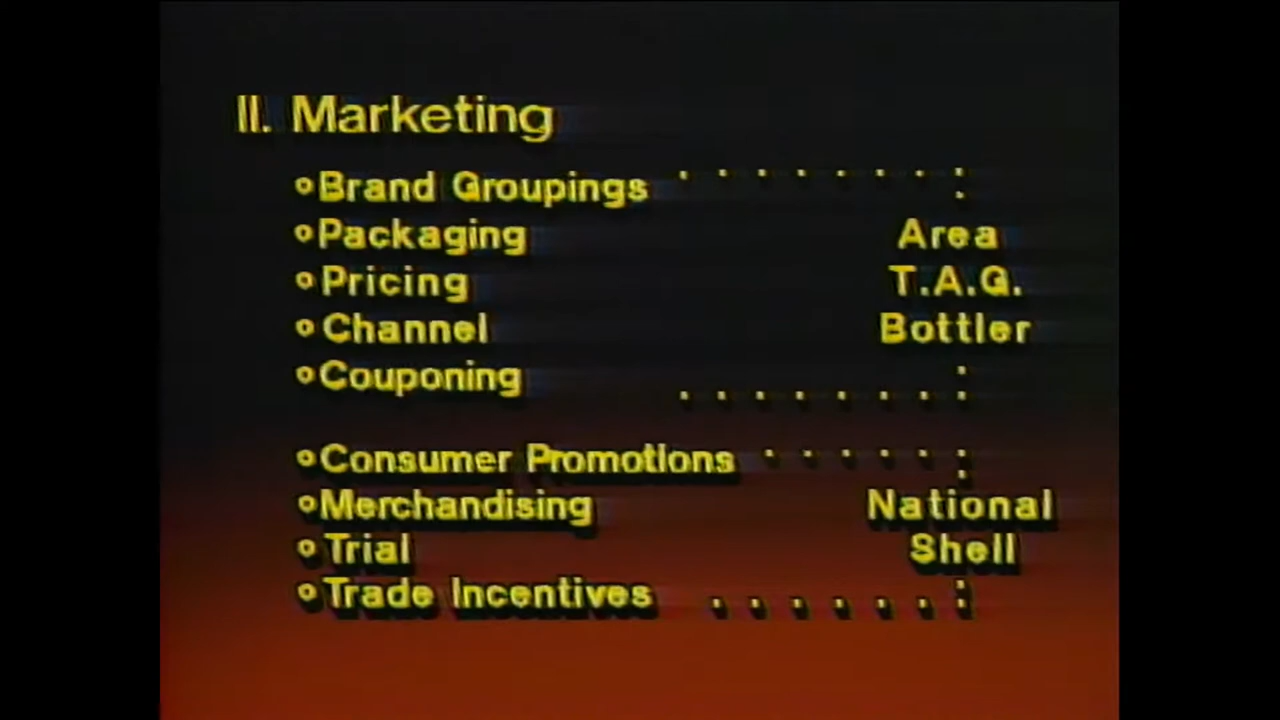 II. Marketing
∘Brand Groupings . . . . . . . :
∘Packaging Area
∘Pricing T.A.G.
∘Channel Bottler
∘Couponing . . . . . . . :
∘Consumer Promotions . . . . . :
∘Merchandising National
∘Trial Shell
∘Trade Incentives . . . . . . :